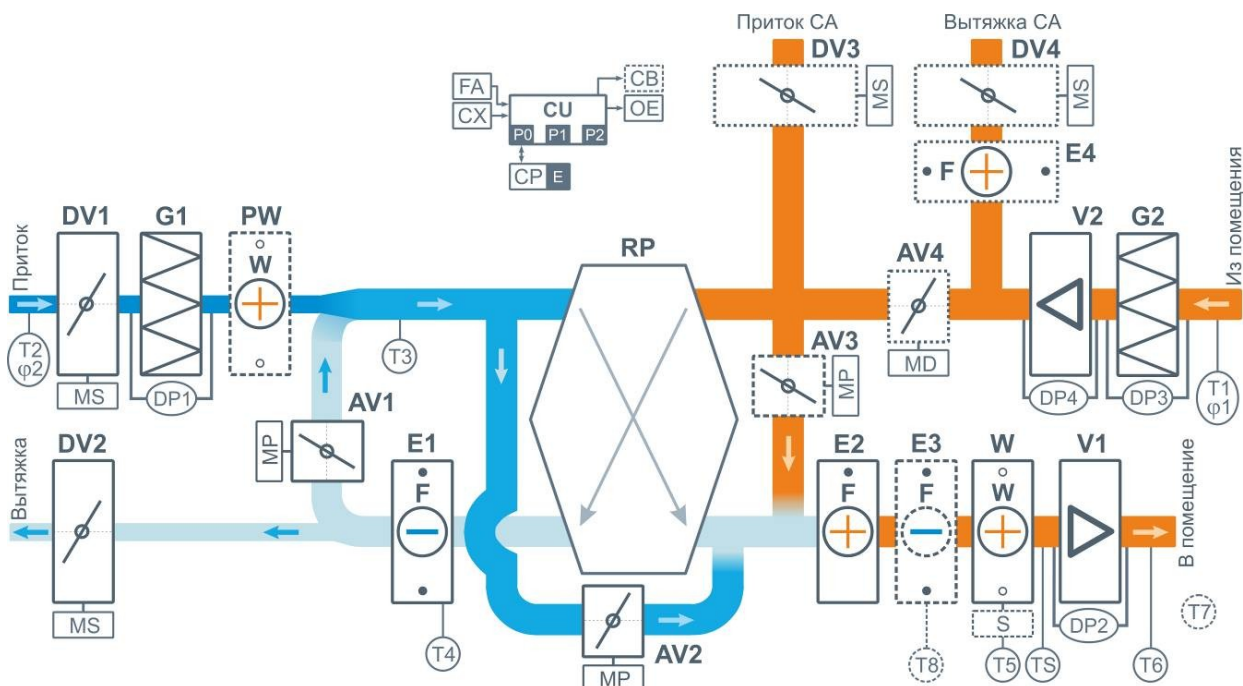 Приток СА
Вытяжка СА
DV3
DV4
MS
MS
FA
CX
CU
P0
P1
P2
CB
OE
CP
E
F
E4
Из помещения
DV1
G1
PW
W
RP
V2
G2
AV4
Приток
T2
φ2
MS
DP1
T3
AV3
MP
MD
DP4
DP3
T1
φ1
AV1
MP
DV2
E1
F
E2
F
E3
F
W
W
V1
Вытяжка
В помещение
MS
T4
AV2
MP
S
DP2
T8
T5
TS
T6
T7